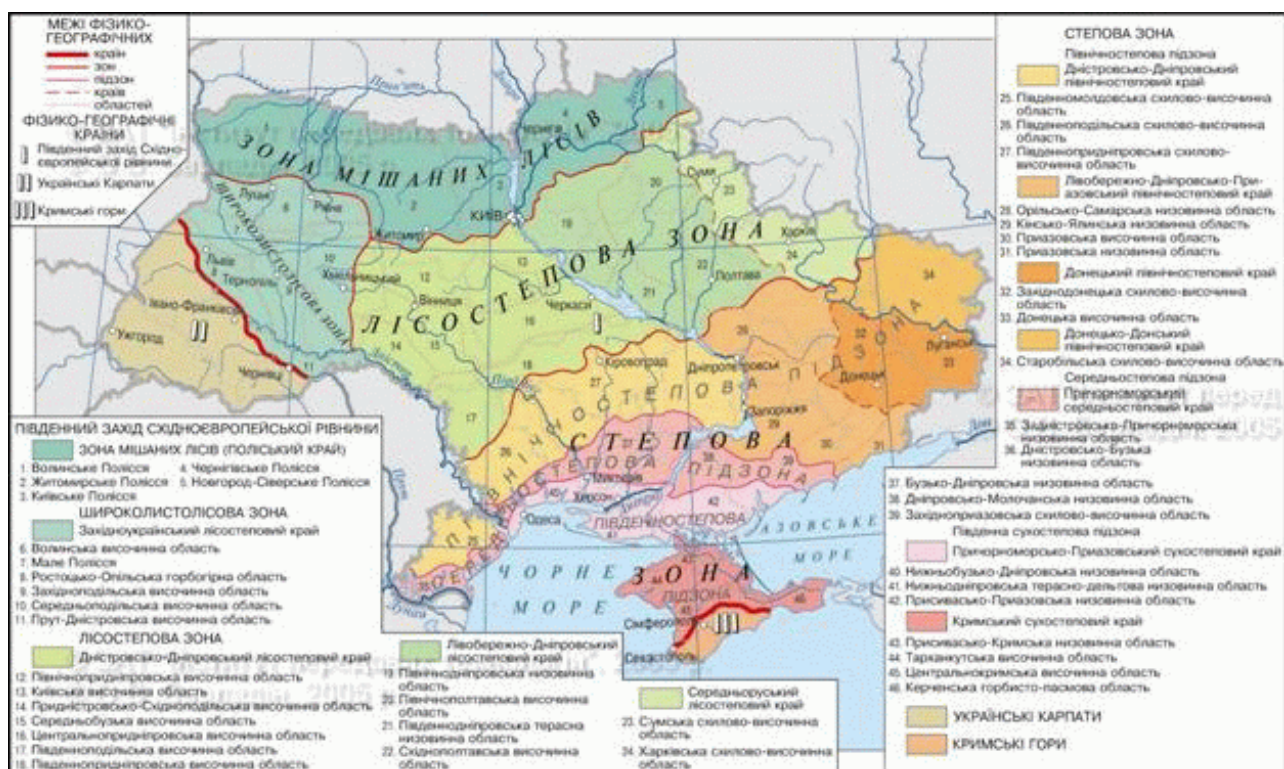 МЕЖІ ФІЗИКО-
ГЕОГРАФІЧНИХ
країн
зон
підзон
країв
областей
ФІЗИКО-ГЕОГРАФІЧНІ
КРАЇНИ
I Південний захід Східно-
європейської рівнини
II Українські Карпати
III Кримські гори
ЗОНА МІШАНИХ ЛІСІВ
ШИРОКОЛИСТОЛІСОВА ЗОНА
ЛІСОСТЕПОВА ЗОНА
ПІВНІЧНОСТЕПОВА ПІДЗОНА
СТЕПОВА
ЗОНА
ПІДЗОНА
ПІВДЕННОСТЕПОВА
ПІДЗОНА
ЧОРНЕ
МОРЕ
АЗОВСЬКЕ
МОРЕ
Луцьк
Рівне
Житомир
КИЇВ
Чернігів
Суми
Харків
Полтава
Львів
Тернопіль
Хмельницький
Вінниця
Черкаси
Івано-Франківськ
Ужгород
Чернівці
Кіровоград
Дніпропетровськ
Луганськ
Донецьк
Запоріжжя
Миколаїв
Херсон
Одеса
Сімферополь
Севастополь
I
II
III
ПІВДЕННИЙ ЗАХІД СХІДНОЄВРОПЕЙСЬКОЇ РІВНИНИ
ЗОНА МІШАНИХ ЛІСІВ (ПОЛІСЬКИЙ КРАЙ)
1. Волинське Полісся
2 Житомирське Полісся
3 Київське Полісся
4 Чернігівське Полісся
5 Новгород-Сіверське Полісся
ШИРОКОЛИСТОЛІСОВА ЗОНА
Західноукраїнський лісостеповий край
6 Волинська височинна область
7 Мале Полісся
8 Розтоцько-Опільська горбогірна область
9 Західноподільська височинна область
10 Середньоподільська височинна область
11 Прут-Дністровська височинна область
ЛІСОСТЕПОВА ЗОНА
Дністровсько-Дніпровський лісостеповий край
12 Північнопридніпровська височинна область
13 Київська височинна область
14 Придністровсько-Східноподільська височинна область
15 Середньобузька височинна область
16 Центральнопридніпровська височинна область
17 Південноподільська височинна область
18 Південнопридніпровська височинна область
Лівобережно-Дніпровський
лісостеповий край
19 Північнодніпровська низовинна
область
20 Північнополтавська височинна
область
21 Південнодніпровська терасна
низовинна область
22 Східнополтавська височинна
область
Середньоруський
лісостеповий край
23 Сумська схилово-височинна
область
24 Харківська схилово-височинна
область
СТЕПОВА ЗОНА
Північностепова підзона
Дністровсько-Дніпровський
північностеповий край
25 Південномолдовська схилово-височинна
область
26 Південноподільська схилово-височинна
область
27 Південнопридніпровська схилово-
височинна область
Лівобережно-Дніпровсько-При-
азовський північностеповий край
28 Орільсько-Самарська низовинна область
29 Кінсько-Ялинська низовинна область
30 Приазовська височинна область
31 Приазовська низовинна область
Донецький північностеповий край
32 Західнодонецька схилово-височинна
область
33 Донецька височинна область
Донецько-Донський
північностеповий край
34 Старобільська схилово-височинна область
Середньостепова підзона
Причорноморський
середньостеповий край
35 Задністровсько-Причорноморська
низовинна область
36 Дністровсько-Бузька
низовинна область
37 Бузько-Дніпровська низовинна область
38 Дніпровсько-Молочанська низовинна область
39 Західноприазовська схилово-височинна область
Південна сухостепова підзона
Причорноморсько-Приазовський сухостеповий край
40 Нижньобузько-Дніпровська низовинна область
41 Нижньодніпровська терасно-дельтова низовинна область
42 Присивасько-Приазовська низовинна область
Кримський сухостеповий край
43 Присивасько-Кримська низовинна область
44 Тарханкутська височинна область
45 Центральнокримська височинна область
46 Керченська горбисто-пасмова область
УКРАЇНСЬКІ КАРПАТИ
КРИМСЬКІ ГОРИ